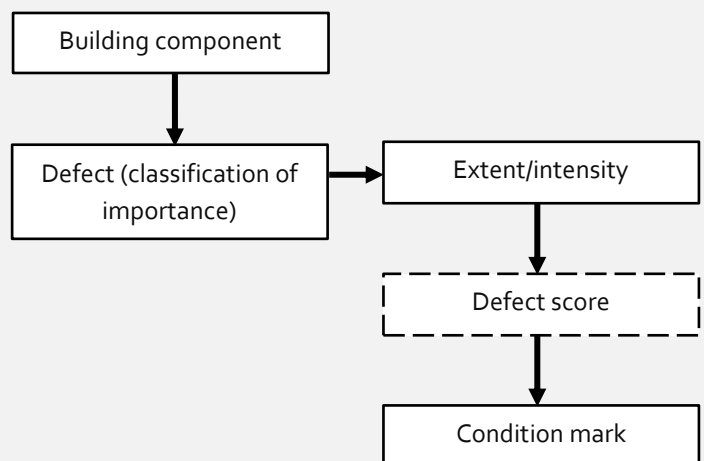 Building component
Defect (classification of
importance)
Extent/intensity
Defect score
Condition mark